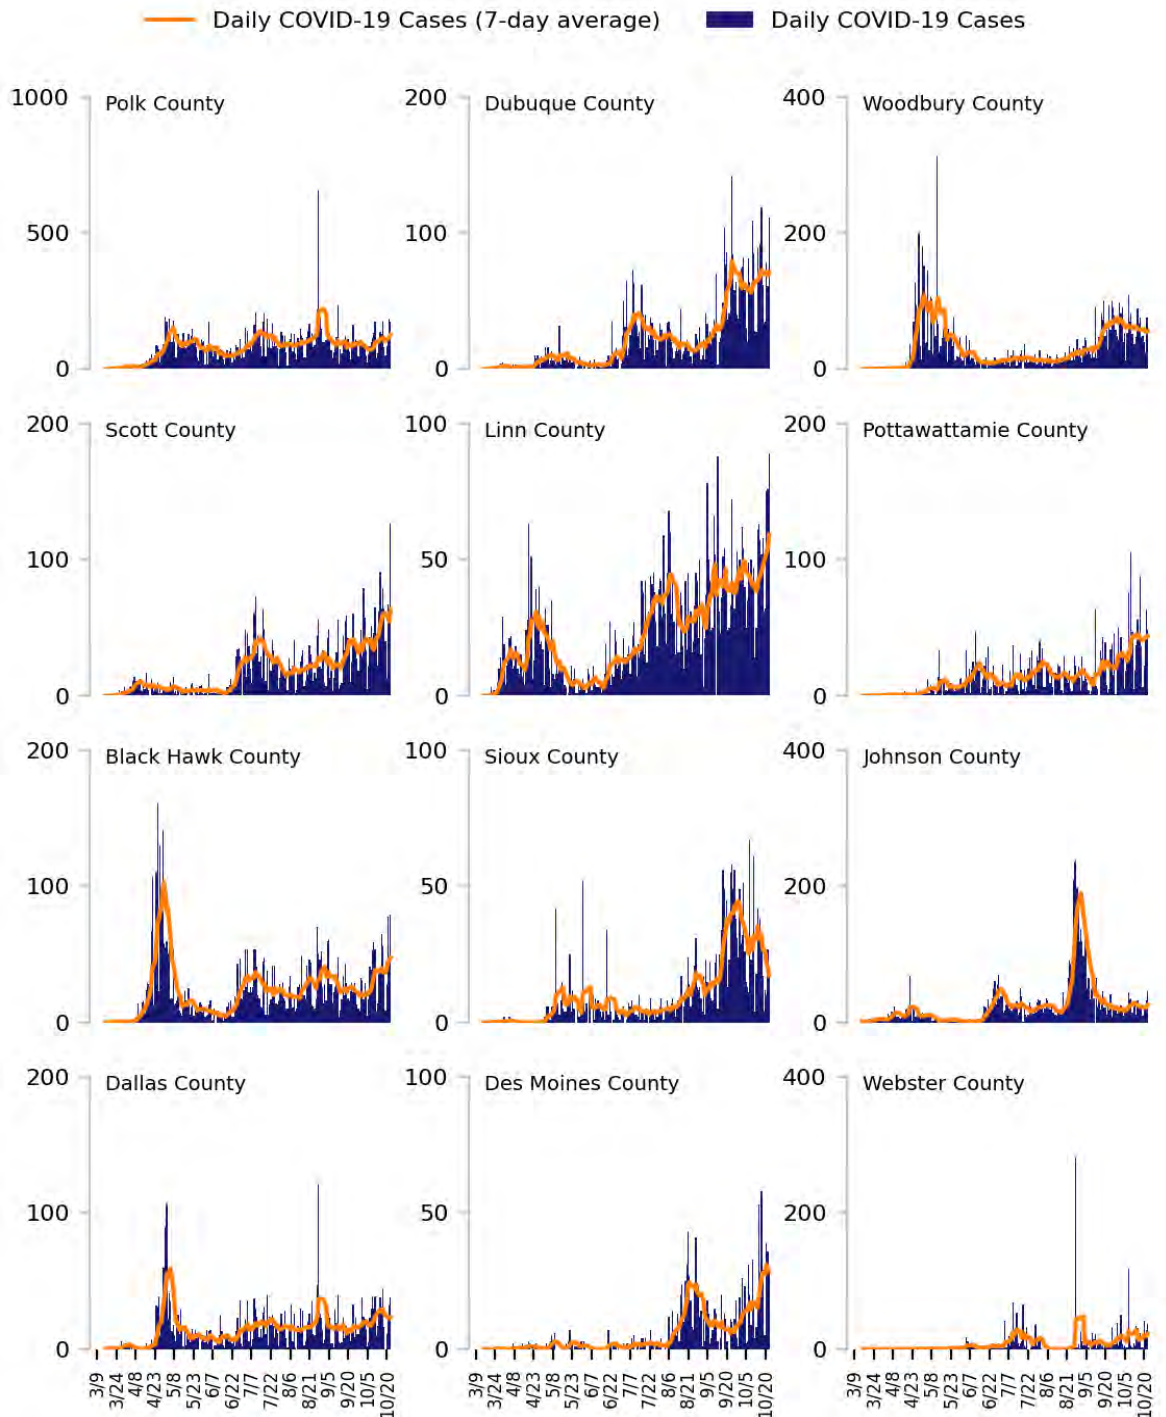 Daily COVID-19 Cases (7-day average) Daily COVID-19 Cases
1000 Polk County 200 Dubuque County 400 Woodbury County
500 100 200
0 0 0
200 Scott County 100 Linn County 200 Pottawattamie County
100 50 100
0 0 0
200 Black Hawk County 100 Sioux County 400 Johnson County
100 50 200
0 0 0
200 Dallas County 100 Des Moines County 400 Webster County
100 50 200
0 0 0
3/9 3/24 4/8 4/23 5/8 5/23 6/7 6/22 7/7 7/22 8/6 8/21 9/5 9/20 10/5 10/20 3/9 3/24 4/8 4/23 5/8 5/23 6/7 6/22 7/7 7/22 8/6 8/21 9/5 9/20 10/5 10/20 3/9 3/24 4/8 4/23 5/8 5/23 6/7 6/22 7/7 7/22 8/6 8/21 9/5 9/20 10/5 10/20